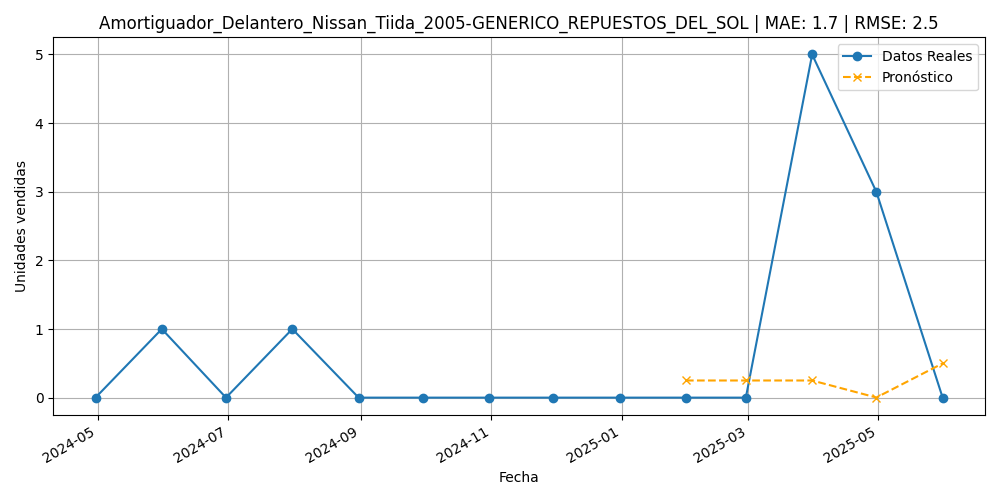 Amortiguador_Delantero_Nissan_Tiida_2005-GENERICO_REPUESTOS_DEL_SOL | MAE: 1.7 | RMSE: 2.5
Datos Reales
Pronóstico
Unidades vendidas
5
4
3
2
1
0
2024-05
2024-07
2024-09
2024-11
2025-01
2025-03
2025-05
Fecha